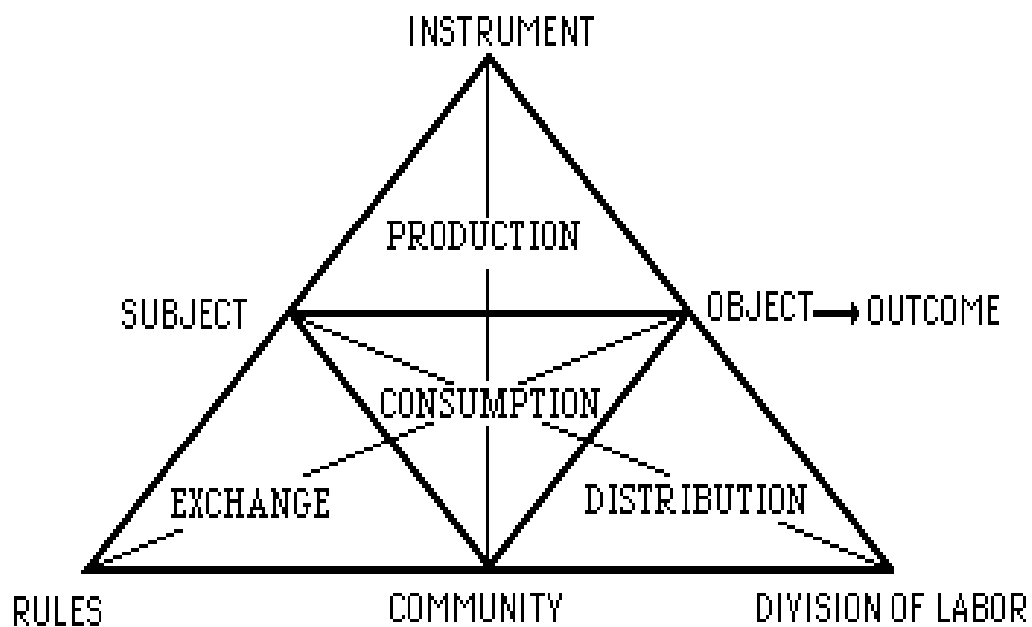 INSTRUMENT
PRODUCTION
SUBJECT
OBJECT
OUTCOME
CONSUMPTION
EXCHANGE
DISTRIBUTION
RULES
COMMUNITY
DIVISION OF LABOR